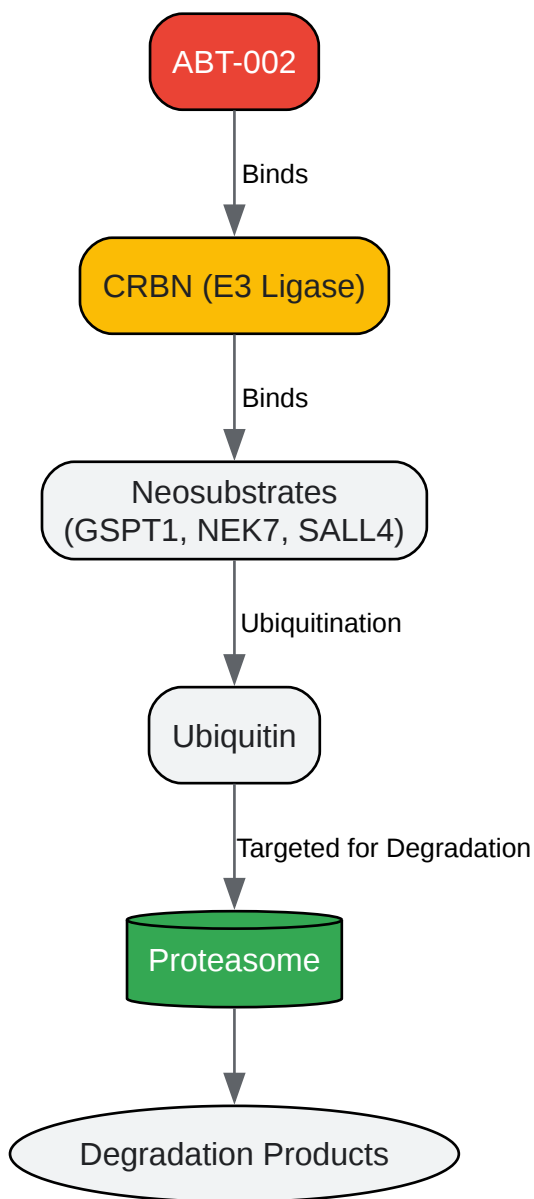 ABT-002
Binds
CRBN (E3 Ligase)
Binds
Neosubstrates
(GSPT1, NEK7, SALL4)
Ubiquitination
Ubiquitin
Targeted for Degradation
Proteasome
Degradation Products